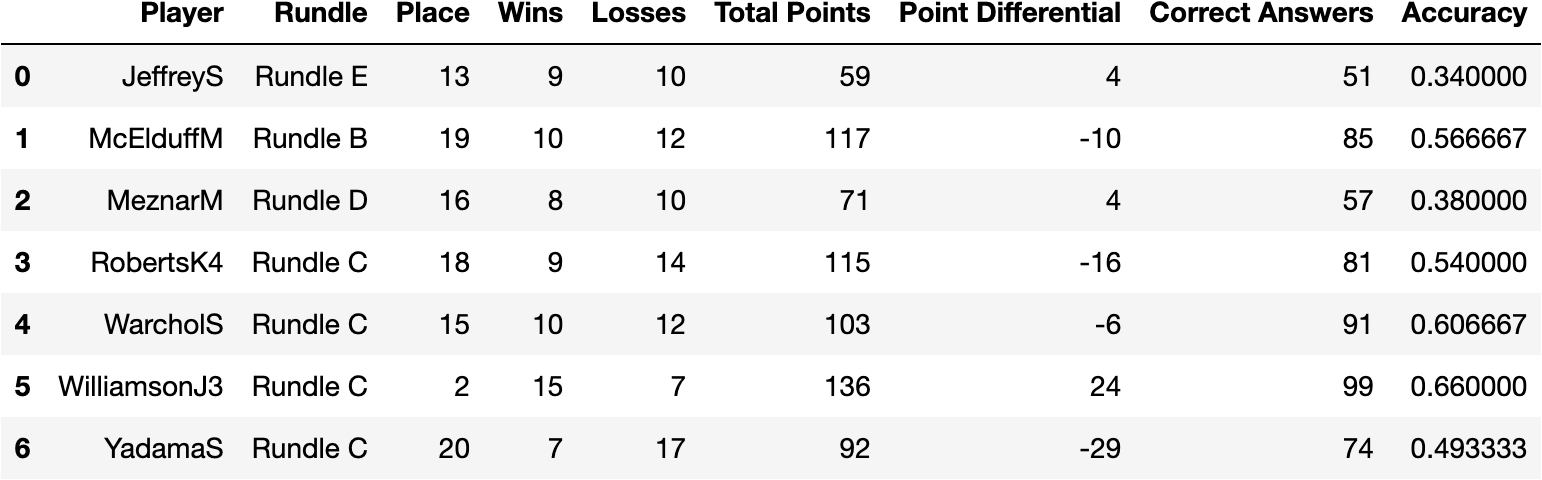 Player Rundle Place Wins Losses Total Points Point Differential Correct Answers Accuracy
0 JeffreyS Rundle E 13 9 10 59 4 51 0.340000
1 McElduffM Rundle B 19 10 12 117 -10 85 0.566667
2 MeznarM Rundle D 16 8 10 71 4 57 0.380000
3 RobertsK4 Rundle C 18 9 14 115 -16 81 0.540000
4 WarcholS Rundle C 15 10 12 103 -6 91 0.606667
5 WilliamsonJ3 Rundle C 2 15 7 136 24 99 0.660000
6 YadamaS Rundle C 20 7 17 92 -29 74 0.493333